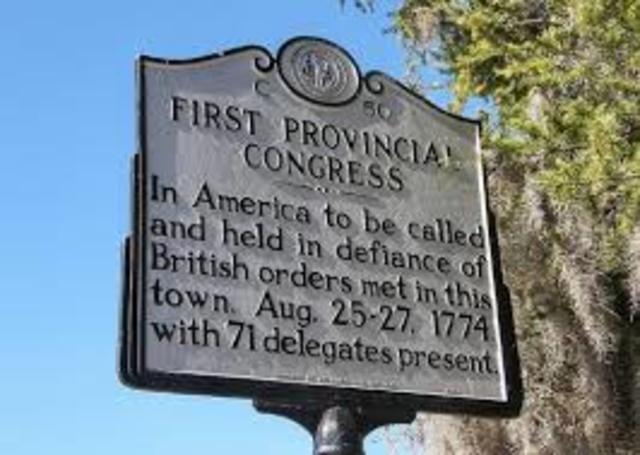 C 50
FIRST PROVINCIAL
CONGRESS
In America to be called
and held in defiance of
British orders met in this
town. Aug. 25-27, 1774
with 71 delegates present.